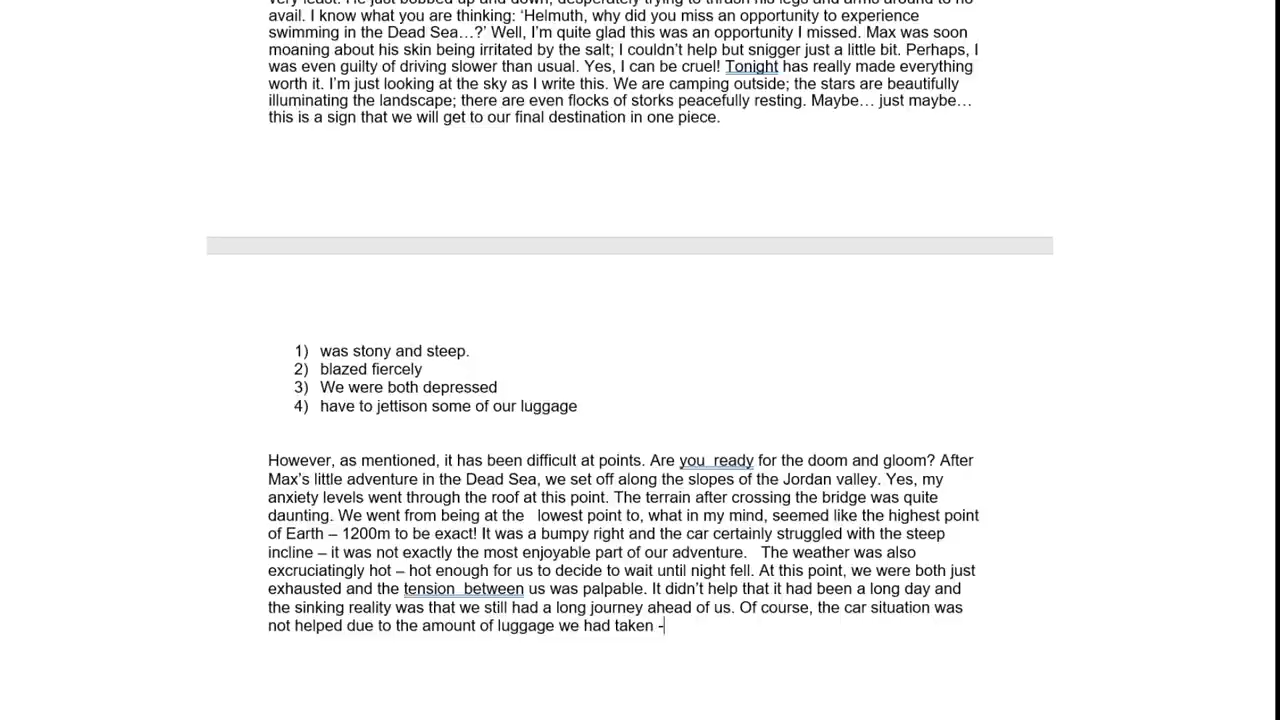 very least. He just bobbed up and down, desperately trying to thrash his legs and arms around to no
avail. I know what you are thinking: ‘Helmuth, why did you miss an opportunity to experience
swimming in the Dead Sea…?’ Well, I’m quite glad this was an opportunity I missed. Max was soon
moaning about his skin being irritated by the salt; I couldn’t help but snigger just a little bit. Perhaps, I
was even guilty of driving slower than usual. Yes, I can be cruel! Tonight has really made everything
worth it. I’m just looking at the sky as I write this. We are camping outside; the stars are beautifully
illuminating the landscape; there are even flocks of storks peacefully resting. Maybe… just maybe…
this is a sign that we will get to our final destination in one piece.
1) was stony and steep.
2) blazed fiercely
3) We were both depressed
4) have to jettison some of our luggage
However, as mentioned, it has been difficult at points. Are you ready for the doom and gloom? After
Max’s little adventure in the Dead Sea, we set off along the slopes of the Jordan valley. Yes, my
anxiety levels went through the roof at this point. The terrain after crossing the bridge was quite
daunting. We went from being at the lowest point to, what in my mind, seemed like the highest point
of Earth – 1200m to be exact! It was a bumpy right and the car certainly struggled with the steep
incline – it was not exactly the most enjoyable part of our adventure. The weather was also
excruciatingly hot – hot enough for us to decide to wait until night fell. At this point, we were both just
exhausted and the tension between us was palpable. It didn’t help that it had been a long day and
the sinking reality was that we still had a long journey ahead of us. Of course, the car situation was
not helped due to the amount of luggage we had taken -